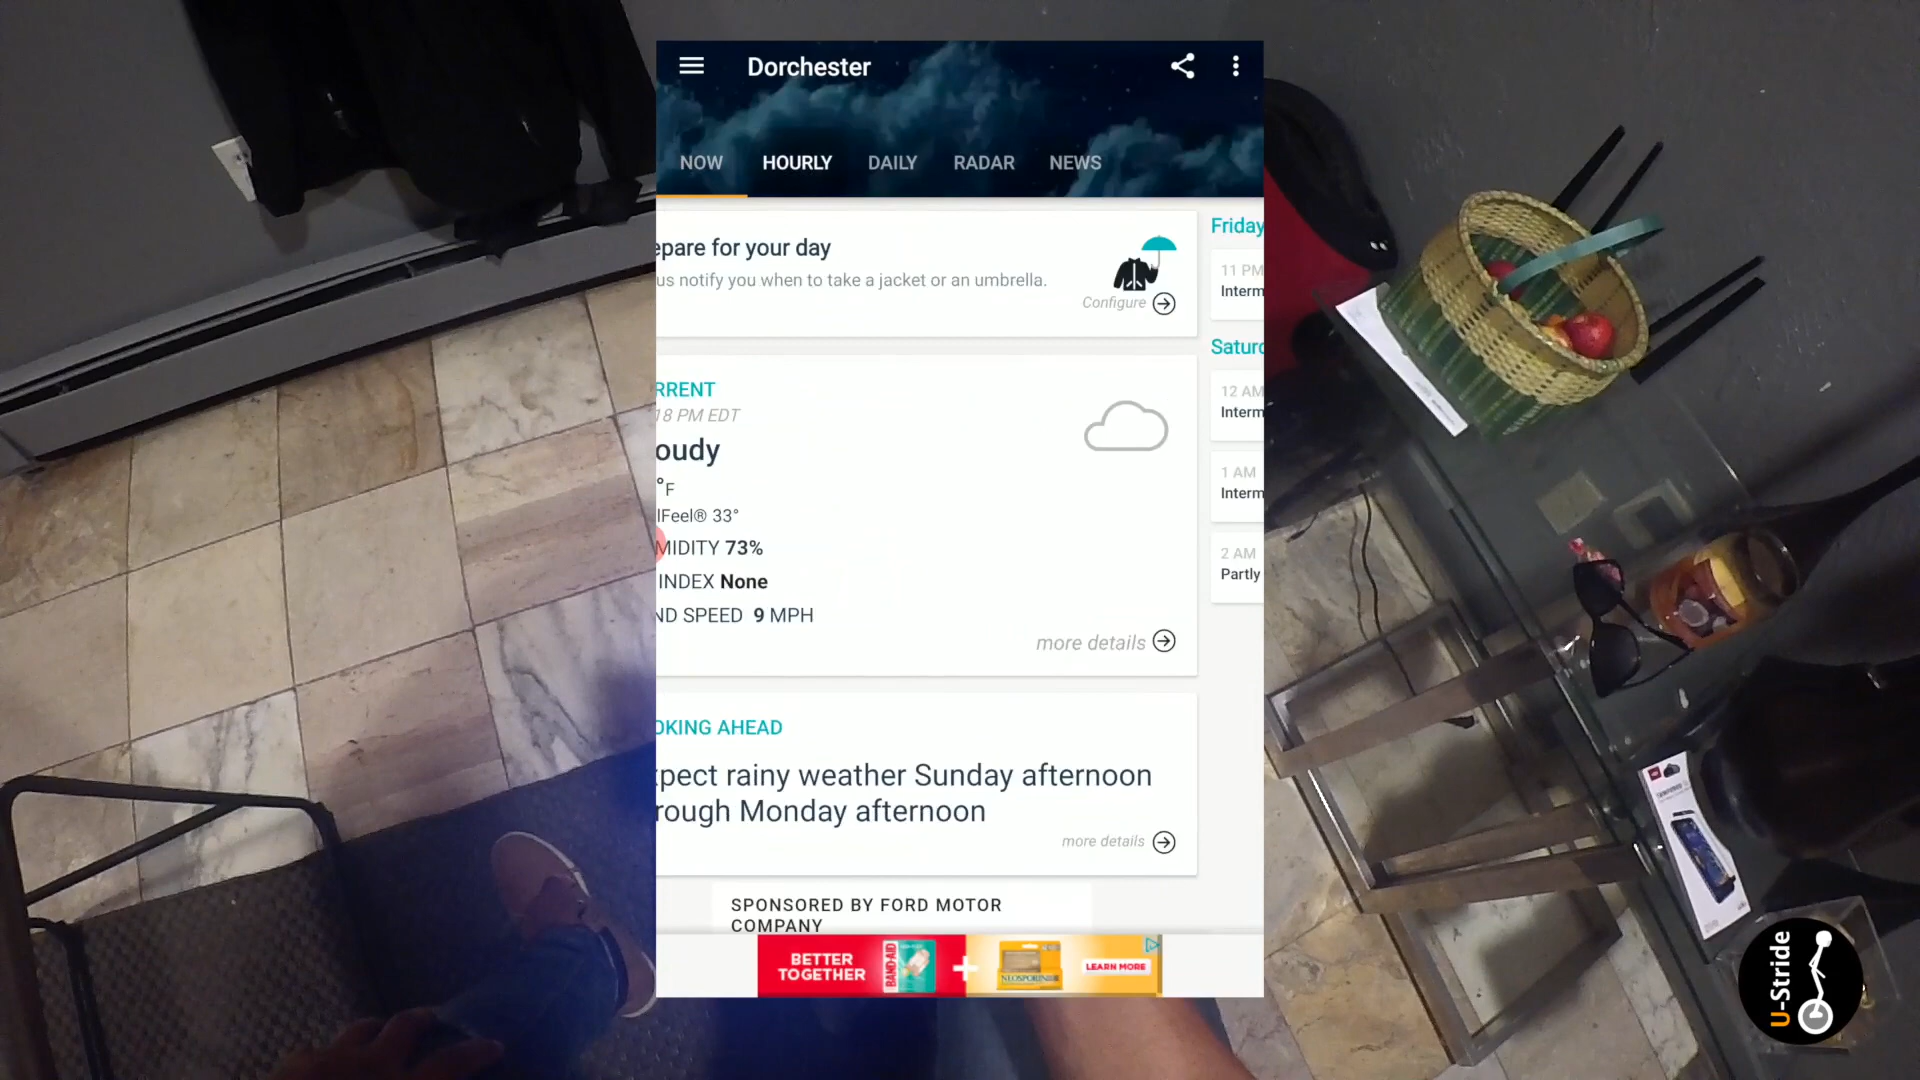 Dorchester
NOW HOURLY DAILY RADAR NEWS
epare for your day
us notify you when to take a jacket or an umbrella.
Configure
RRENT
18 PM EDT
oudy
°F
lFeel® 33°
MIDITY 73%
INDEX None
ND SPEED 9 MPH
more details
OKING AHEAD
xpect rainy weather Sunday afternoon
rough Monday afternoon
more details
Friday
11 PM
Interm
Saturd
12 AM
Interm
1 AM
Interm
2 AM
Partly
SPONSORED BY FORD MOTOR
COMPANY
BETTER
TOGETHER
BAND-AID
+
NEOSPORIN
LEARN MORE
U-Stride